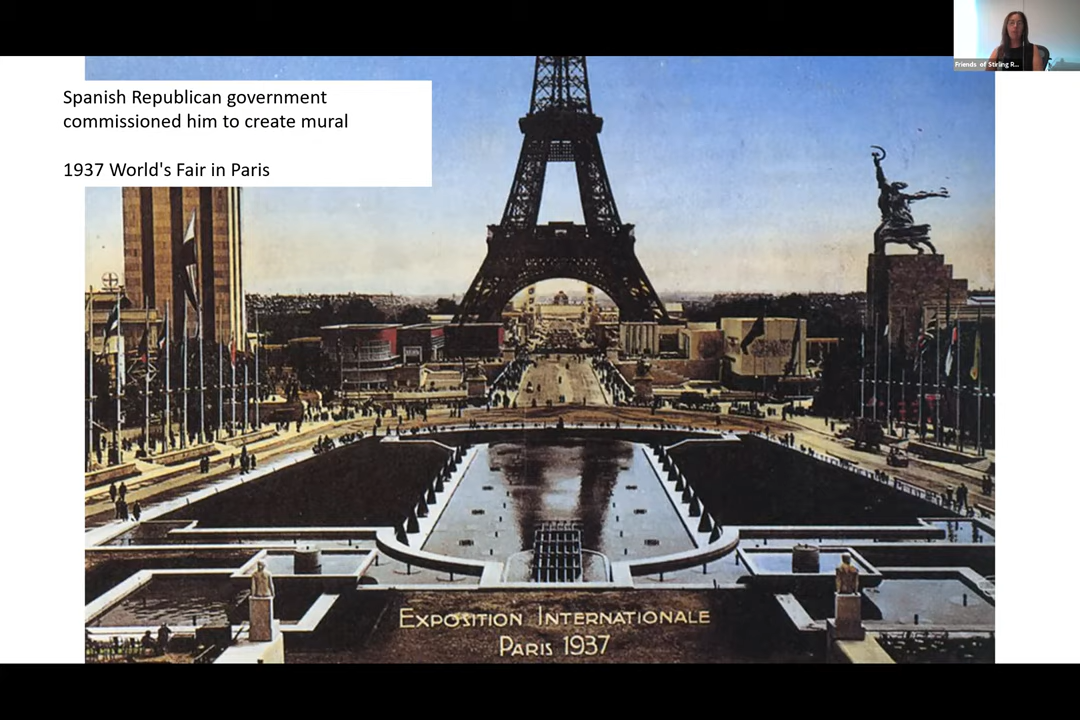 Spanish Republican government
commissioned him to create mural
1937 World's Fair in Paris
Friends of Stirling R...
EXPOSITION INTERNATIONALE
PARIS 1937